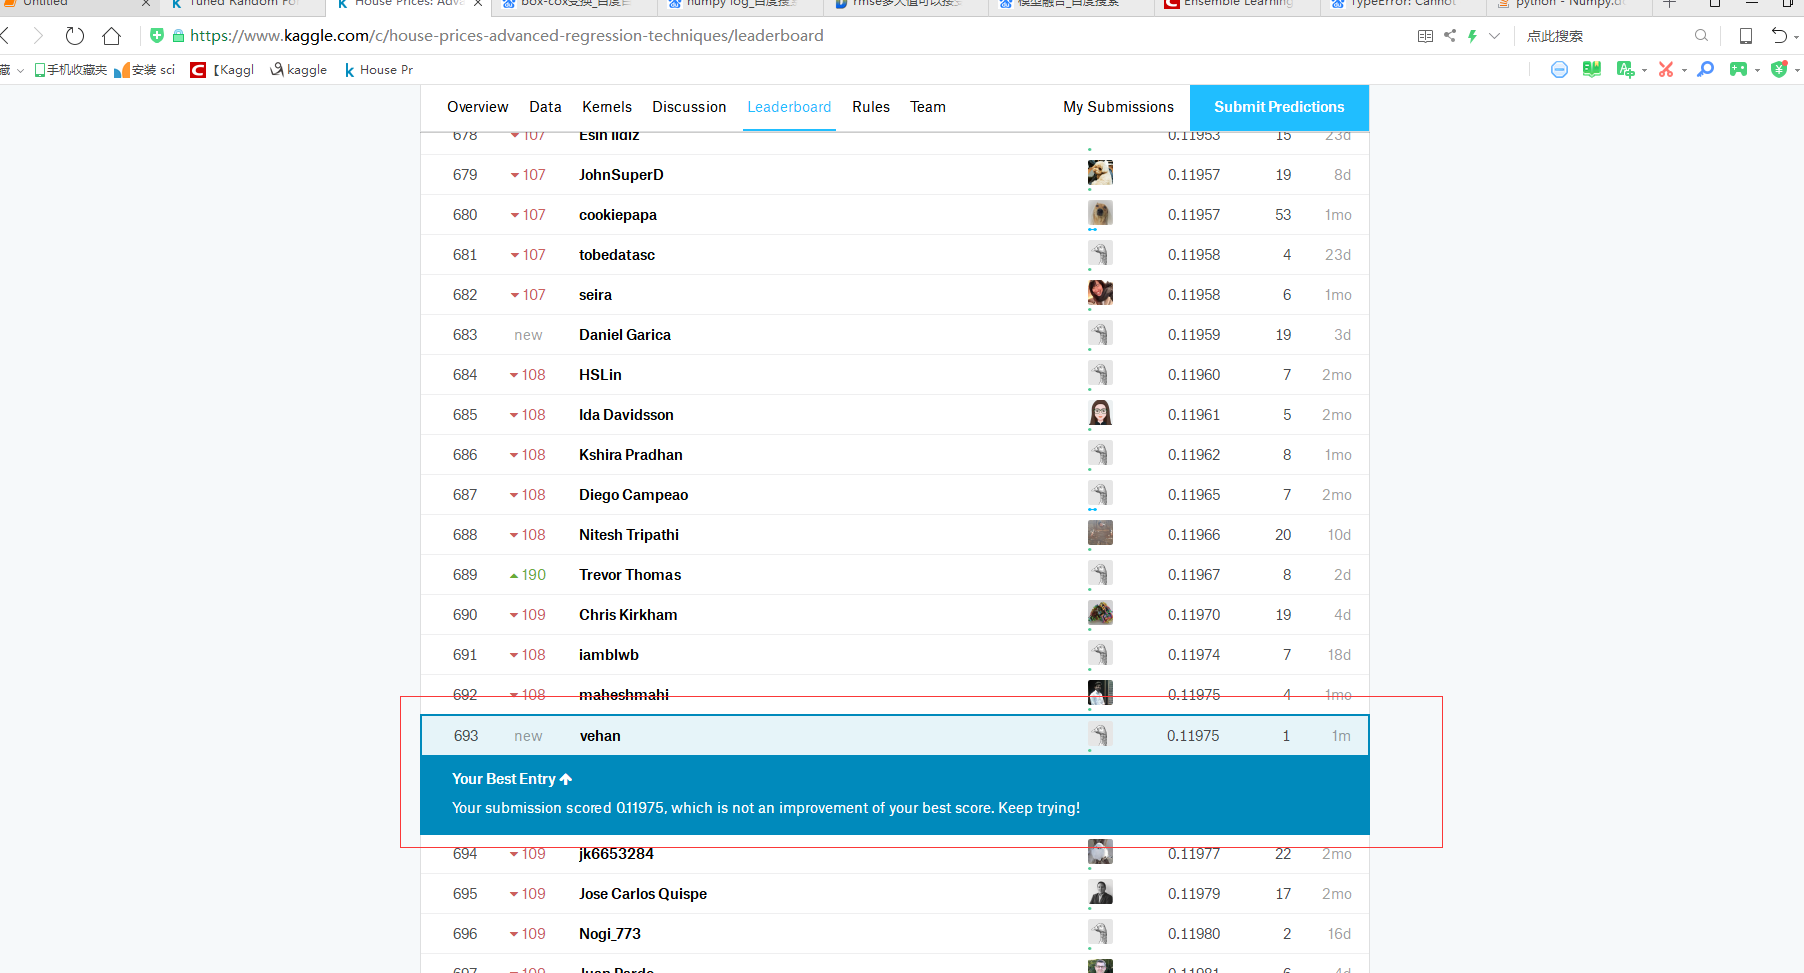 Untitled
Tuned Random Fo
House Prices: Adva
box-cox变换_百度百
numpy log_百度搜索
rmse多大值可以接受
模型融合_百度搜索
Ensemble Learning
TypeError: Cannot
python - Numpy.do
https://www.kaggle.com/c/house-prices-advanced-regression-techniques/leaderboard
点此搜索
藏 手机收藏夹 安装 sci 【Kaggl kaggle House Pr
Overview Data Kernels Discussion Leaderboard Rules Team My Submissions Submit Predictions
678 107 Esin Ildiz 0.11953 15 23d
679 107 JohnSuperD 0.11957 19 8d
680 107 cookiepapa 0.11957 53 1mo
681 107 tobedatasc 0.11958 4 23d
682 107 seira 0.11958 6 1mo
683 new Daniel Garica 0.11959 19 3d
684 108 HSLin 0.11960 7 2mo
685 108 Ida Davidsson 0.11961 5 2mo
686 108 Kshira Pradhan 0.11962 8 1mo
687 108 Diego Campeao 0.11965 7 2mo
688 108 Nitesh Tripathi 0.11966 20 10d
689 190 Trevor Thomas 0.11967 8 2d
690 109 Chris Kirkham 0.11970 19 4d
691 108 iamblwb 0.11974 7 18d
692 108 maheshmahi 0.11975 4 1mo
693 new vehan 0.11975 1 1m
Your Best Entry
Your submission scored 0.11975, which is not an improvement of your best score. Keep trying!
694 109 jk6653284 0.11977 22 2mo
695 109 Jose Carlos Quispe 0.11979 17 2mo
696 109 Nogi_773 0.11980 2 16d
697 109 Juan Pardo 0.11981 6 4d